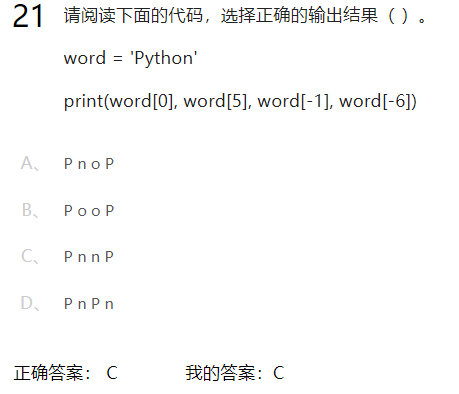 21 请阅读下面的代码，选择正确的输出结果（ ）。
word = 'Python'
print(word[0], word[5], word[-1], word[-6])
A、 P n o P
B、 P o o P
C、 P n n P
D、 P n P n
正确答案： C 我的答案：C